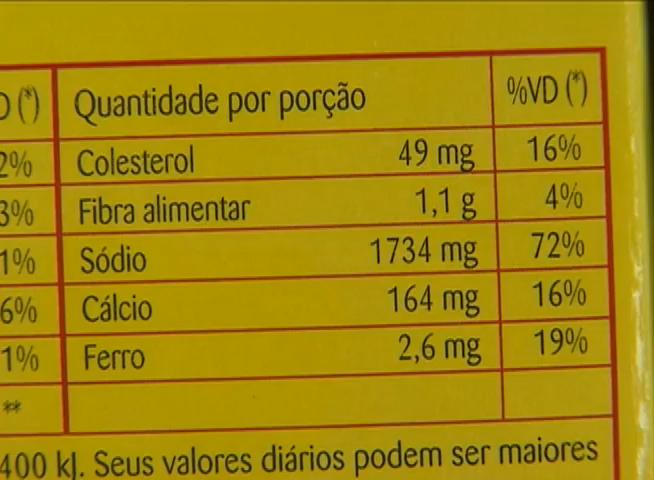 (*) Quantidade por porção %VD (*)
2% Colesterol 49 mg 16%
3% Fibra alimentar 1,1 g 4%
1% Sódio 1734 mg 72%
6% Cálcio 164 mg 16%
1% Ferro 2,6 mg 19%
**
400 kJ. Seus valores diários podem ser maiores